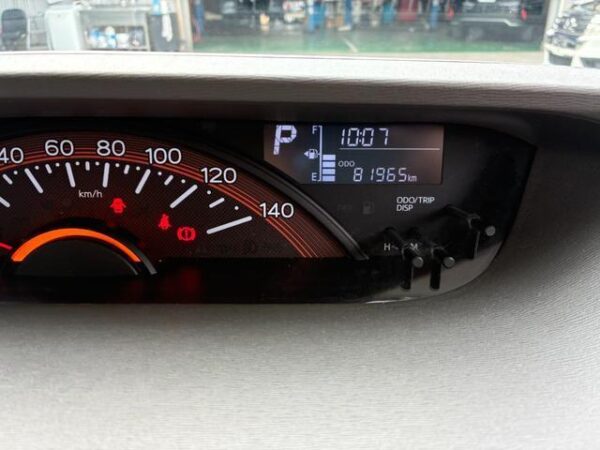 40 60 80 100 120 140
km/h
P
F 10:07
ODO
E 81965km
ODO/TRIP
DISP
H M